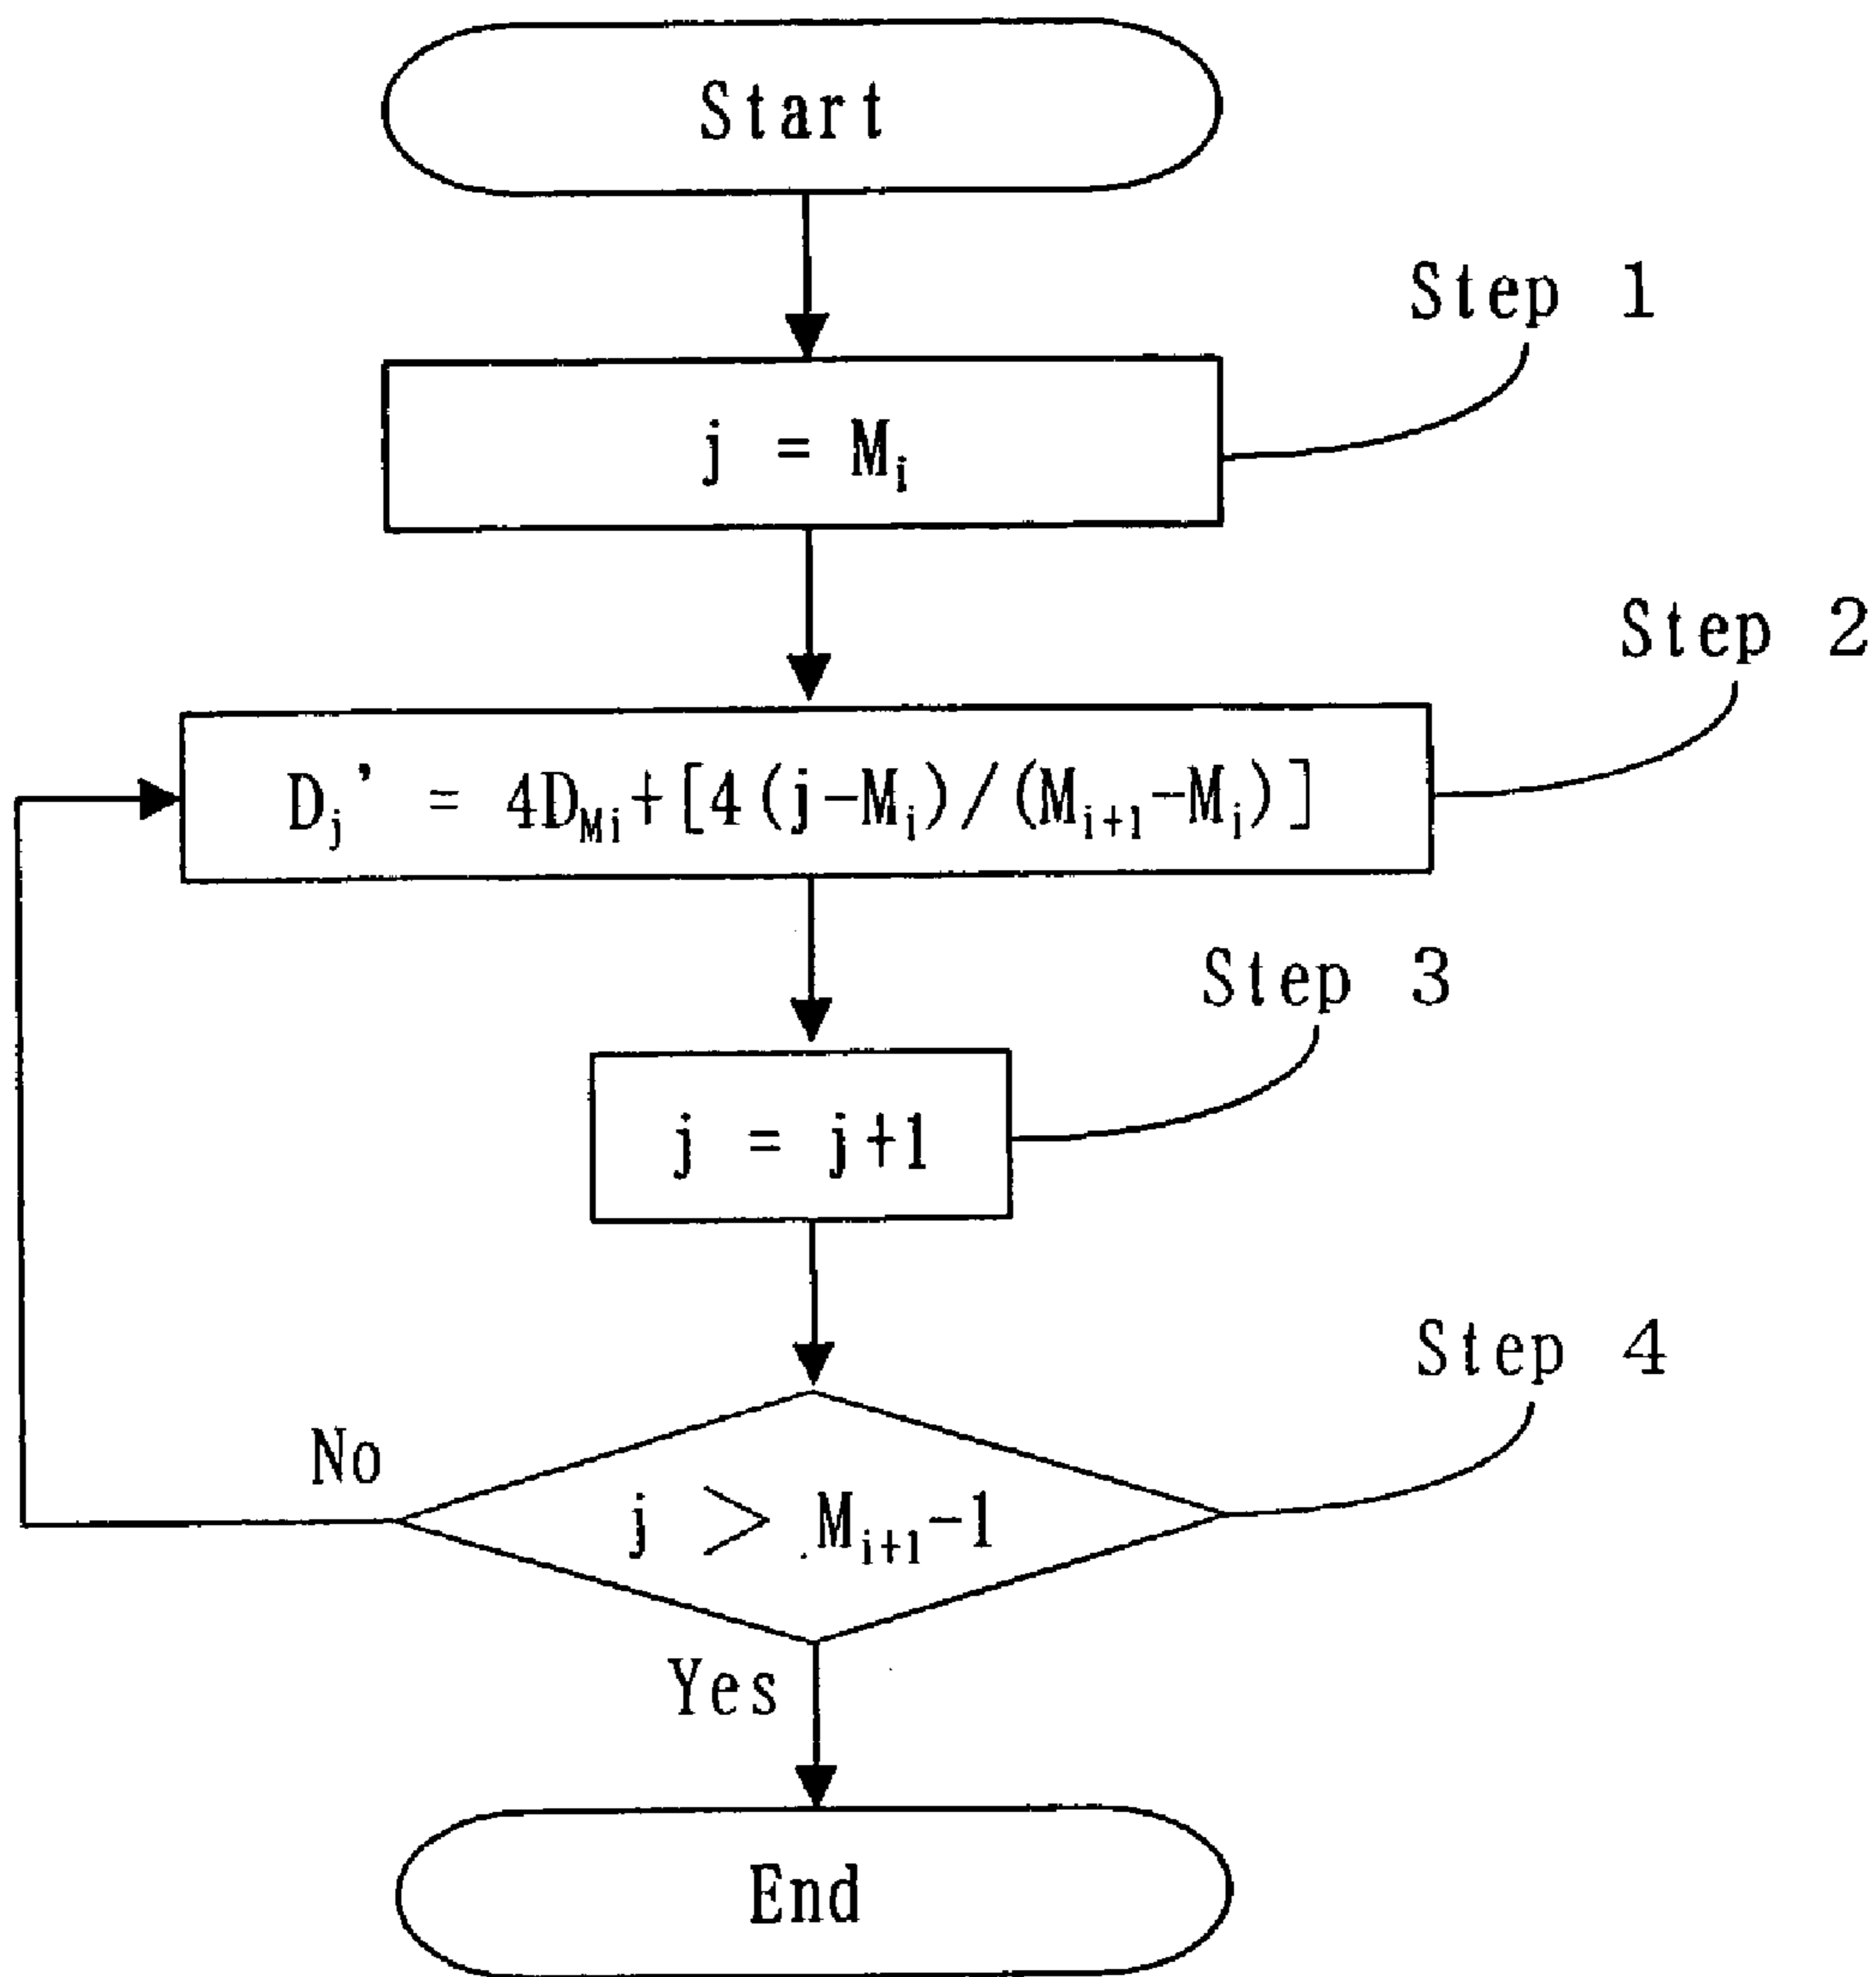 Start
Step 1
j = Mᵢ
Step 2
Dⱼ' = 4D_Mi+[4(j-Mᵢ)/(Mᵢ₊₁-Mᵢ)]
Step 3
j = j+1
Step 4
No
j > Mᵢ₊₁-1
Yes
End